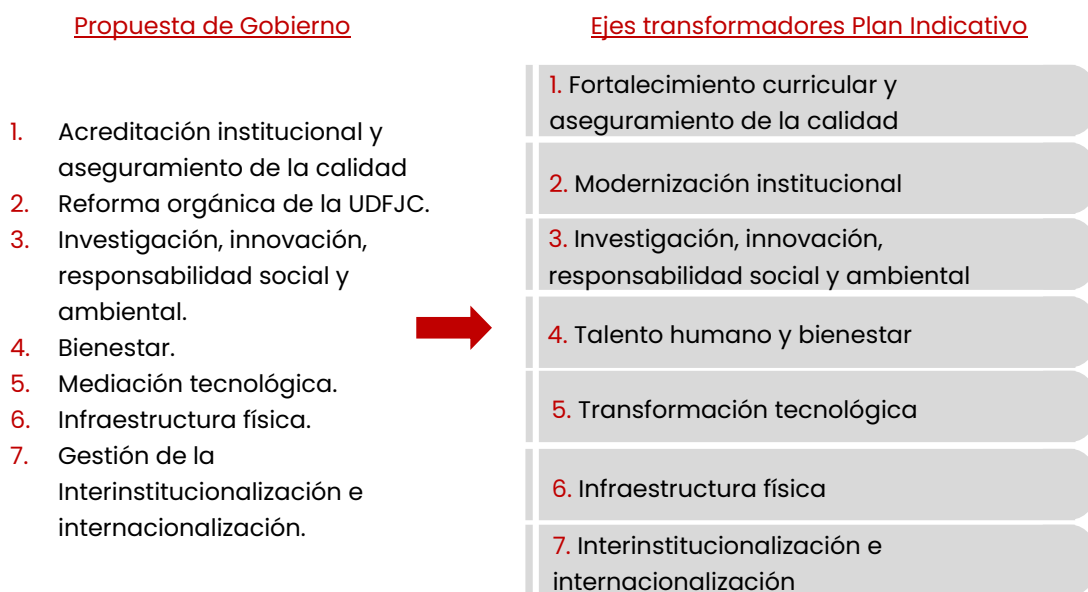 Propuesta de Gobierno
1. Acreditación institucional y
aseguramiento de la calidad
2. Reforma orgánica de la UDFJC.
3. Investigación, innovación,
responsabilidad social y
ambiental.
4. Bienestar.
5. Mediación tecnológica.
6. Infraestructura física.
7. Gestión de la
Interinstitucionalización e
internacionalización.
Ejes transformadores Plan Indicativo
1. Fortalecimiento curricular y
aseguramiento de la calidad
2. Modernización institucional
3. Investigación, innovación,
responsabilidad social y ambiental
4. Talento humano y bienestar
5. Transformación tecnológica
6. Infraestructura física
7. Interinstitucionalización e
internacionalización